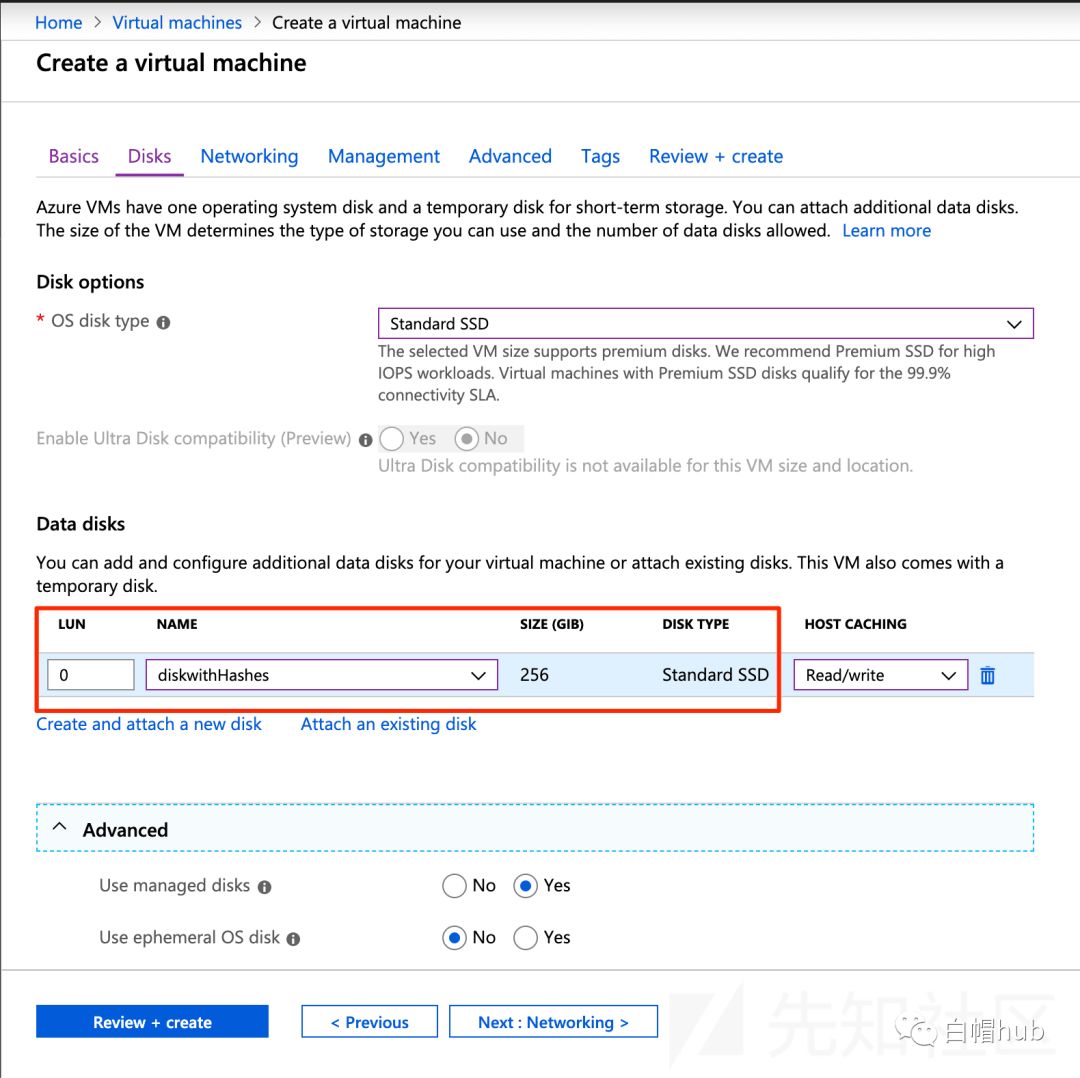 Home > Virtual machines > Create a virtual machine
Create a virtual machine
Basics Disks Networking Management Advanced Tags Review + create
Azure VMs have one operating system disk and a temporary disk for short-term storage. You can attach additional data disks.
The size of the VM determines the type of storage you can use and the number of data disks allowed. Learn more
Disk options
* OS disk type
Standard SSD
The selected VM size supports premium disks. We recommend Premium SSD for high
IOPS workloads. Virtual machines with Premium SSD disks qualify for the 99.9%
connectivity SLA.
Enable Ultra Disk compatibility (Preview) Yes No
Ultra Disk compatibility is not available for this VM size and location.
Data disks
You can add and configure additional data disks for your virtual machine or attach existing disks. This VM also comes with a
temporary disk.
LUN NAME SIZE (GIB) DISK TYPE HOST CACHING
0 diskwithHashes 256 Standard SSD Read/write
Create and attach a new disk Attach an existing disk
Advanced
Use managed disks No Yes
Use ephemeral OS disk No Yes
Review + create < Previous Next : Networking >
先知社区
白帽hub